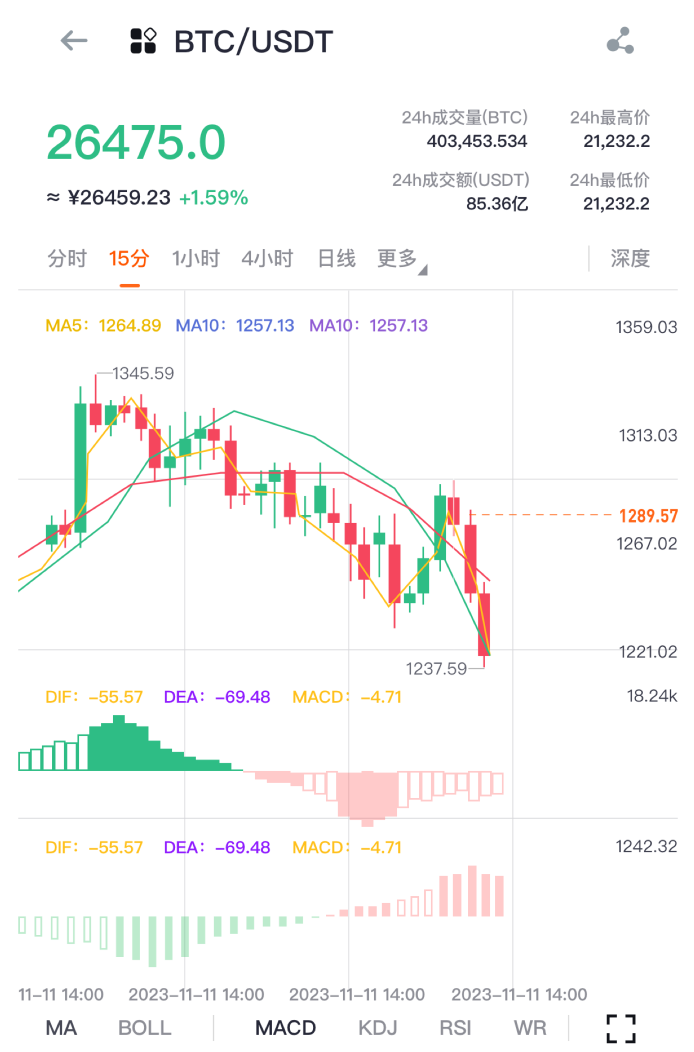 BTC/USDT
24h成交量(BTC) 24h最高价
26475.0
403,453.534 21,232.2
24h成交额(USDT) 24h最低价
≈ ¥26459.23 +1.59%
85.36亿 21,232.2
分时 15分 1小时 4小时 日线 更多 深度
MA5: 1264.89 MA10: 1257.13 MA10: 1257.13 1359.03
1345.59
1313.03
1289.57
1267.02
1221.02
1237.59
DIF: −55.57 DEA: −69.48 MACD: −4.71 18.24k
DIF: −55.57 DEA: −69.48 MACD: −4.71 1242.32
11-11 14:00 2023-11-11 14:00 2023-11-11 14:00 2023-11-11 14:00
MA BOLL MACD KDJ RSI WR